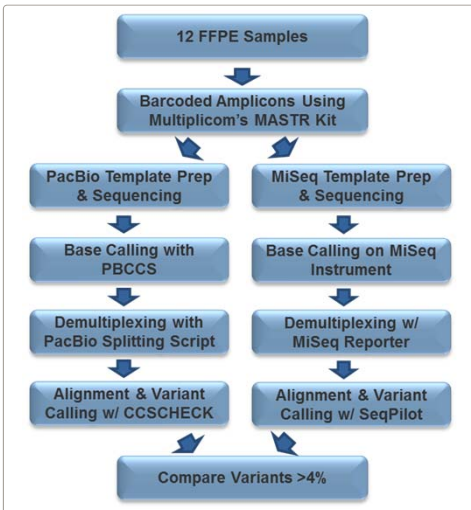 12 FFPE Samples
Barcoded Amplicons Using
Multiplicom's MASTR Kit
PacBio Template Prep
& Sequencing
Base Calling with
PBCCS
Demultiplexing with
PacBio Splitting Script
Alignment & Variant
Calling w/ CCSCHECK
MiSeq Template Prep
& Sequencing
Base Calling on MiSeq
Instrument
Demultiplexing w/
MiSeq Reporter
Alignment & Variant
Calling w/ SeqPilot
Compare Variants >4%